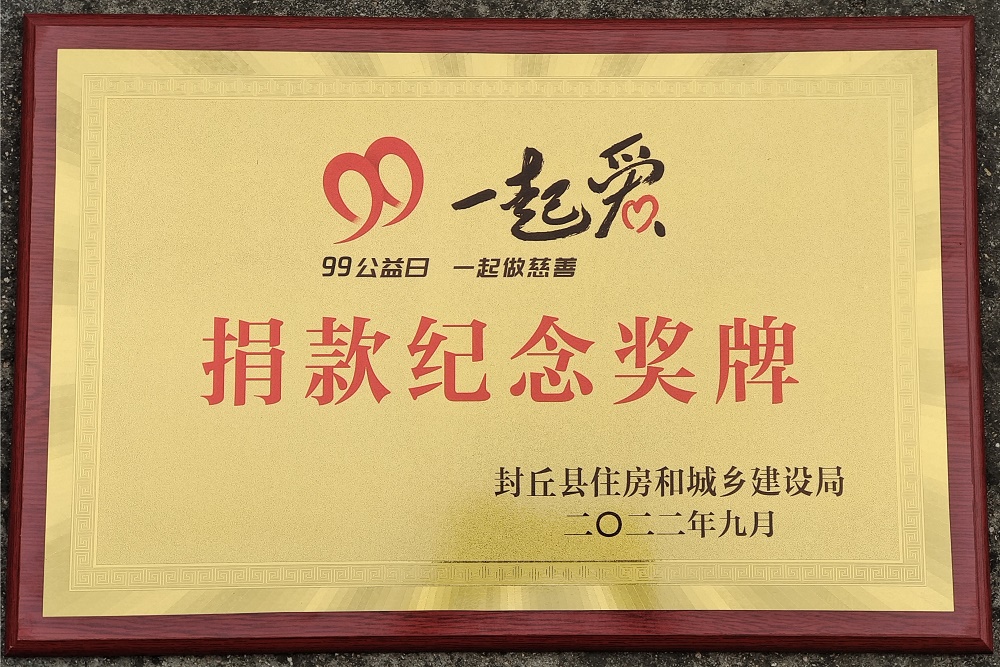 99 一起爱
99公益日 一起做慈善
捐款纪念奖牌
封丘县住房和城乡建设局
二〇二二年九月